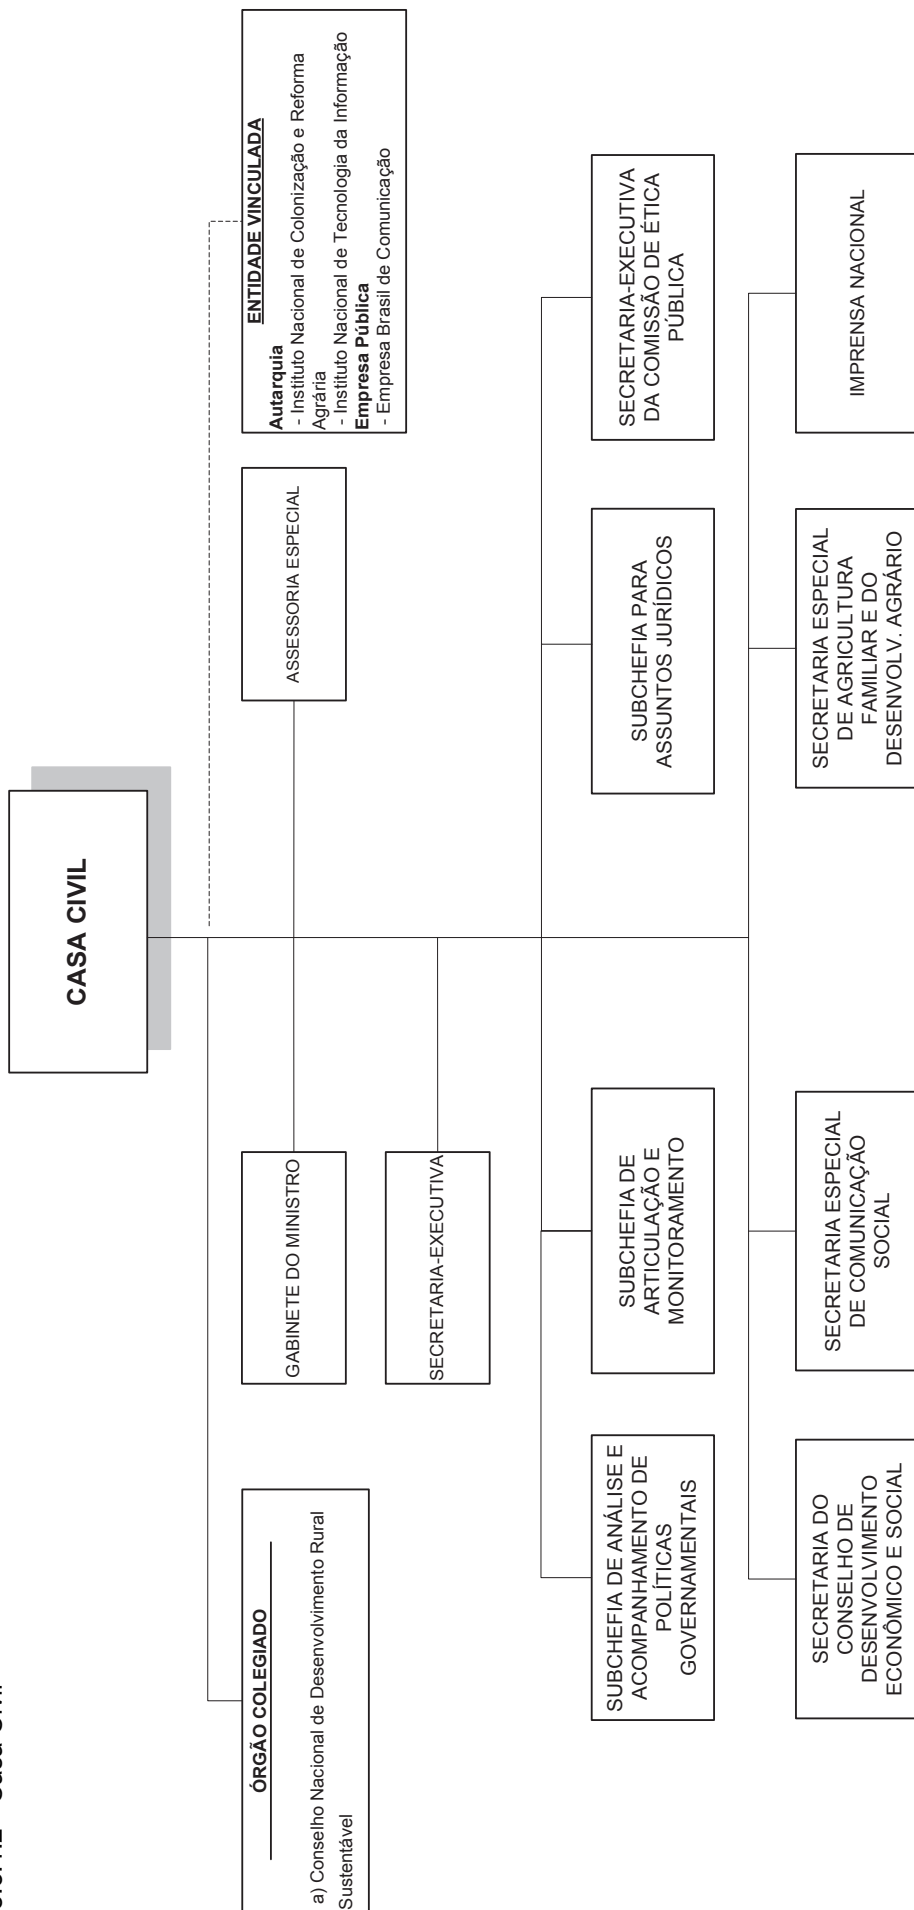 CASA CIVIL
ÓRGÃO COLEGIADO
a) Conselho Nacional de Desenvolvimento Rural
Sustentável
GABINETE DO MINISTRO
ASSESSORIA ESPECIAL
ENTIDADE VINCULADA
Autarquia
- Instituto Nacional de Colonização e Reforma
Agrária
- Instituto Nacional de Tecnologia da Informação
Empresa Pública
- Empresa Brasil de Comunicação
SECRETARIA-EXECUTIVA
SUBCHEFIA DE ANÁLISE E
ACOMPANHAMENTO DE
POLÍTICAS
GOVERNAMENTAIS
SUBCHEFIA DE
ARTICULAÇÃO E
MONITORAMENTO
SUBCHEFIA PARA
ASSUNTOS JURÍDICOS
SECRETARIA-EXECUTIVA
DA COMISSÃO DE ÉTICA
PÚBLICA
SECRETARIA DO
CONSELHO DE
DESENVOLVIMENTO
ECONÔMICO E SOCIAL
SECRETARIA ESPECIAL
DE COMUNICAÇÃO
SOCIAL
SECRETARIA ESPECIAL
DE AGRICULTURA
FAMILIAR E DO
DESENVOLV. AGRÁRIO
IMPRENSA NACIONAL